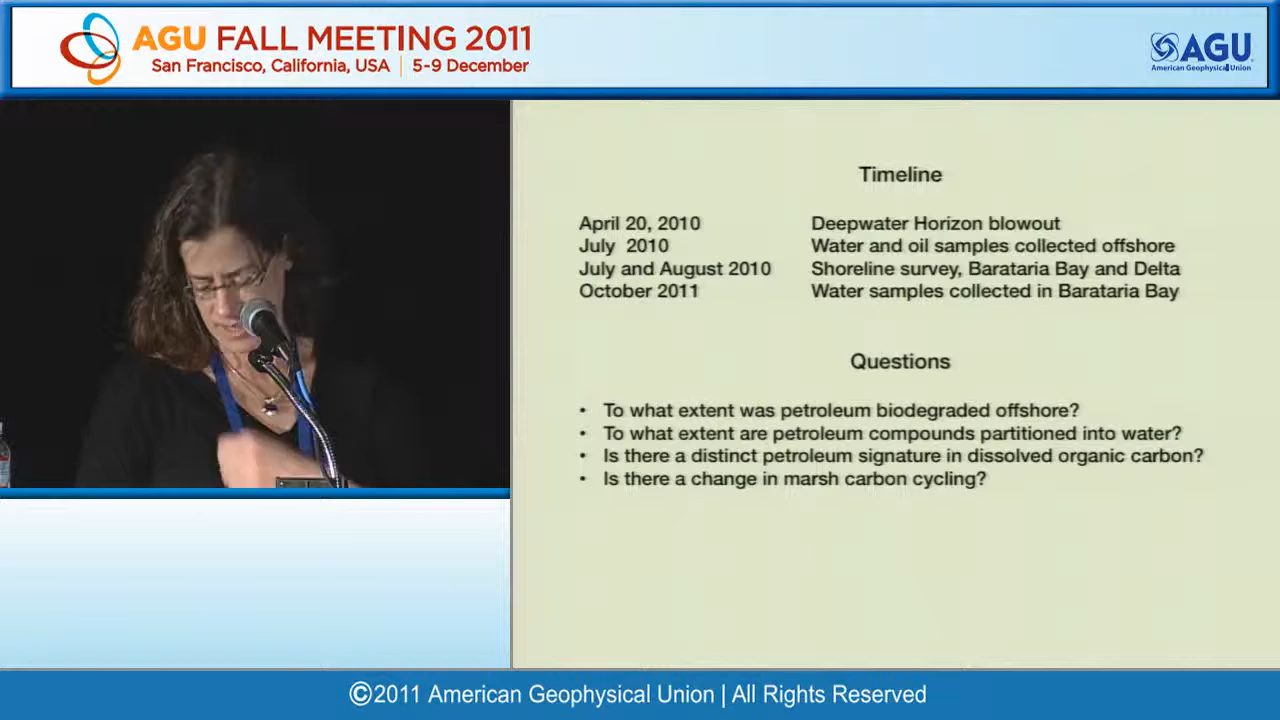 AGU FALL MEETING 2011
San Francisco, California, USA | 5-9 December
AGU
American Geophysical Union
Timeline
April 20, 2010 Deepwater Horizon blowout
July 2010 Water and oil samples collected offshore
July and August 2010 Shoreline survey, Barataria Bay and Delta
October 2011 Water samples collected in Barataria Bay
Questions
• To what extent was petroleum biodegraded offshore?
• To what extent are petroleum compounds partitioned into water?
• Is there a distinct petroleum signature in dissolved organic carbon?
• Is there a change in marsh carbon cycling?
©2011 American Geophysical Union | All Rights Reserved